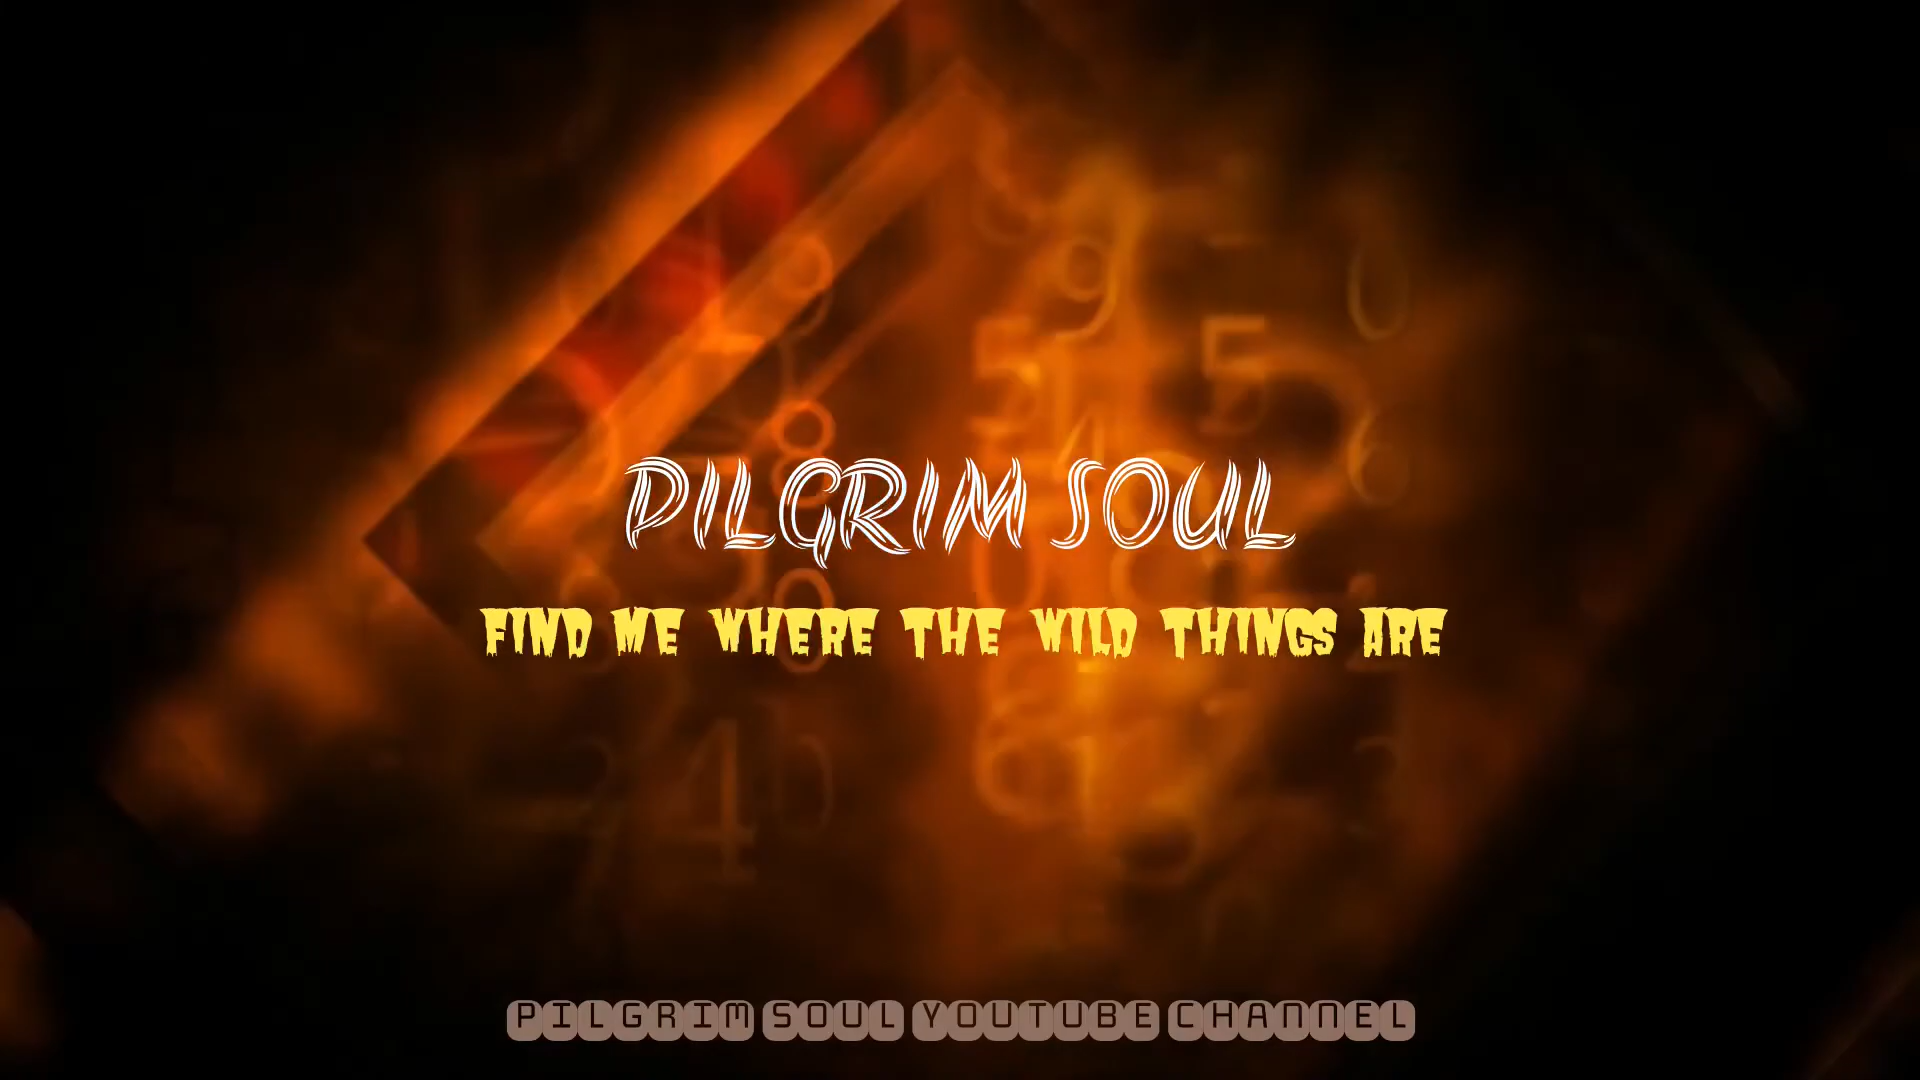 PILGRIM SOUL
FIND ME WHERE THE WILD THINGS ARE
PILGRIM SOUL YOUTUBE CHANNEL